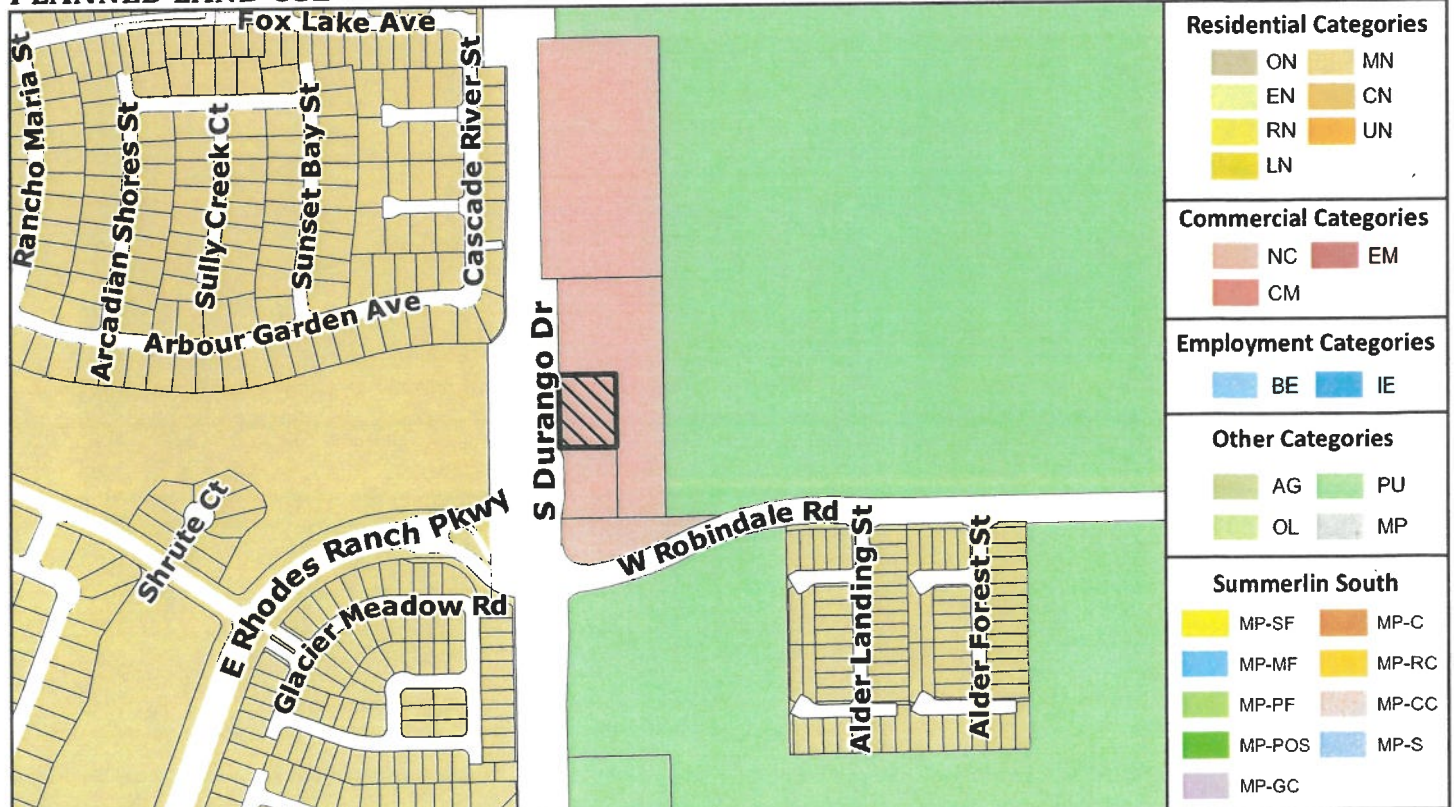 Fox Lake Ave
Rancho Maria St
Arcadian Shores St
Sully Creek Ct
Sunset Bay St
Cascade River St
Arbour Garden Ave
S Durango Dr
Shrute Ct
E Rhodes Ranch Pkwy
Glacier Meadow Rd
W Robindale Rd
Alder Landing St
Alder Forest St
Residential Categories
ON MN
EN CN
RN UN
LN
Commercial Categories
NC EM
CM
Employment Categories
BE IE
Other Categories
AG PU
OL MP
Summerlin South
MP-SF MP-C
MP-MF MP-RC
MP-PF MP-CC
MP-POS MP-S
MP-GC